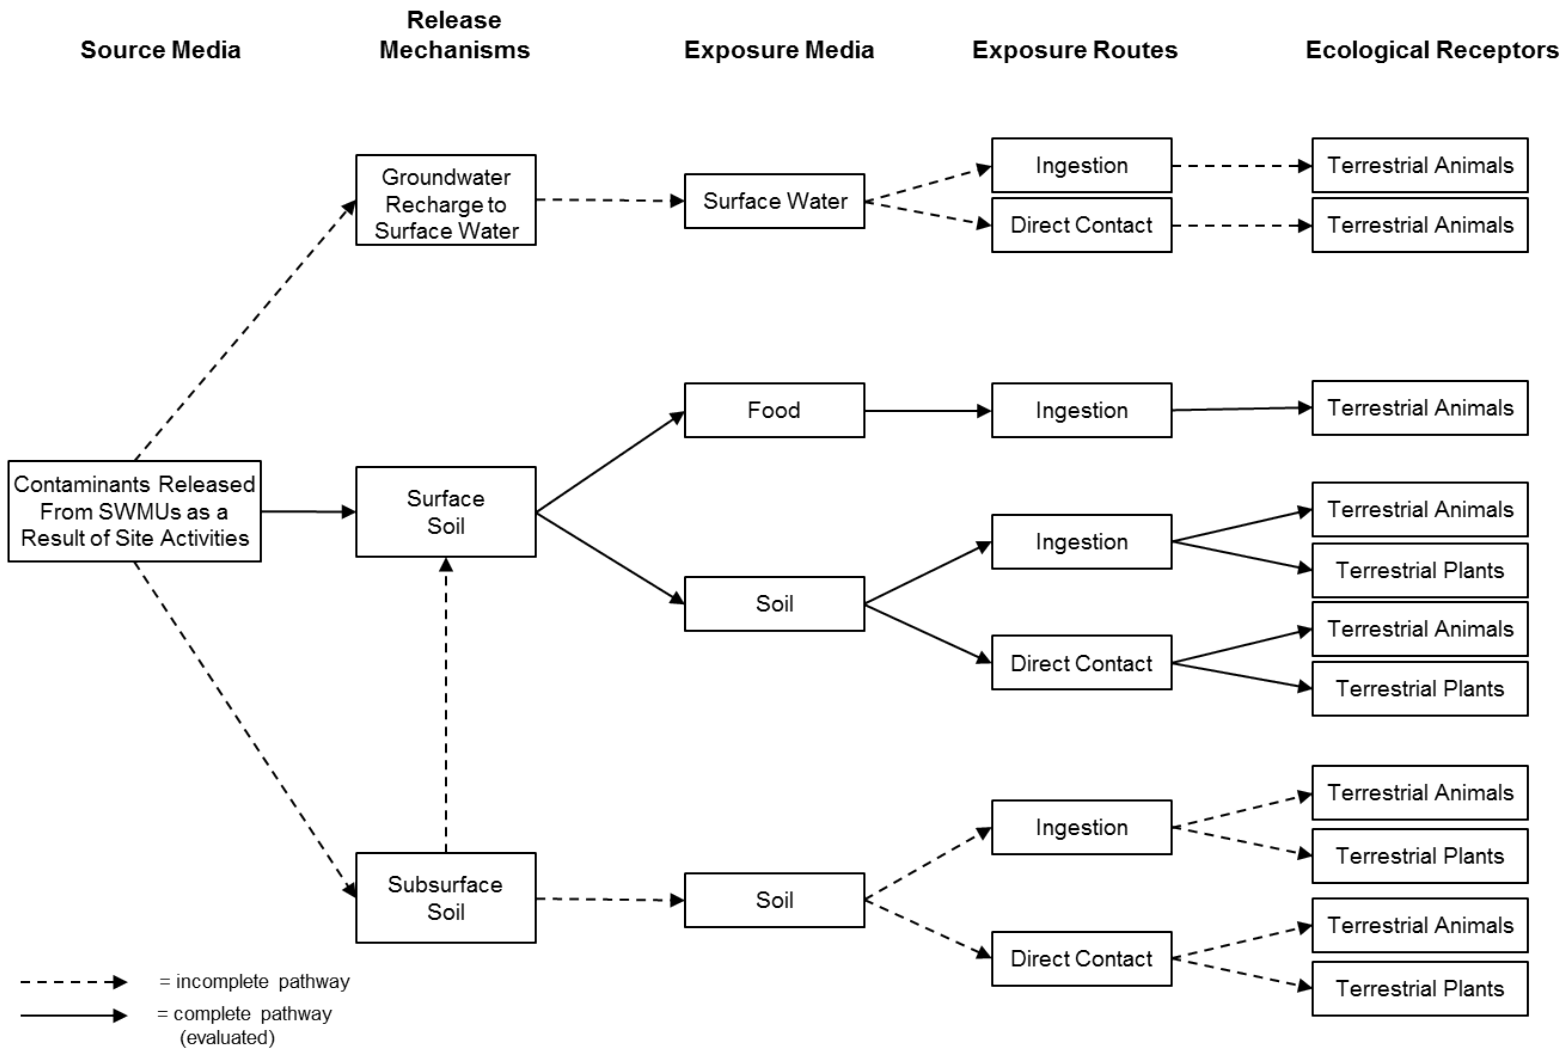 Release
Source Media
Mechanisms
Exposure Media
Exposure Routes
Ecological Receptors
Groundwater
Recharge to
Surface Water
Surface Water
Ingestion
Terrestrial Animals
Direct Contact
Terrestrial Animals
Contaminants Released
From SWMUs as a
Result of Site Activities
Surface
Soil
Food
Ingestion
Terrestrial Animals
Soil
Ingestion
Terrestrial Animals
Terrestrial Plants
Direct Contact
Terrestrial Animals
Terrestrial Plants
Subsurface
Soil
Soil
Ingestion
Terrestrial Animals
Terrestrial Plants
Direct Contact
Terrestrial Animals
Terrestrial Plants
= incomplete pathway
= complete pathway
(evaluated)